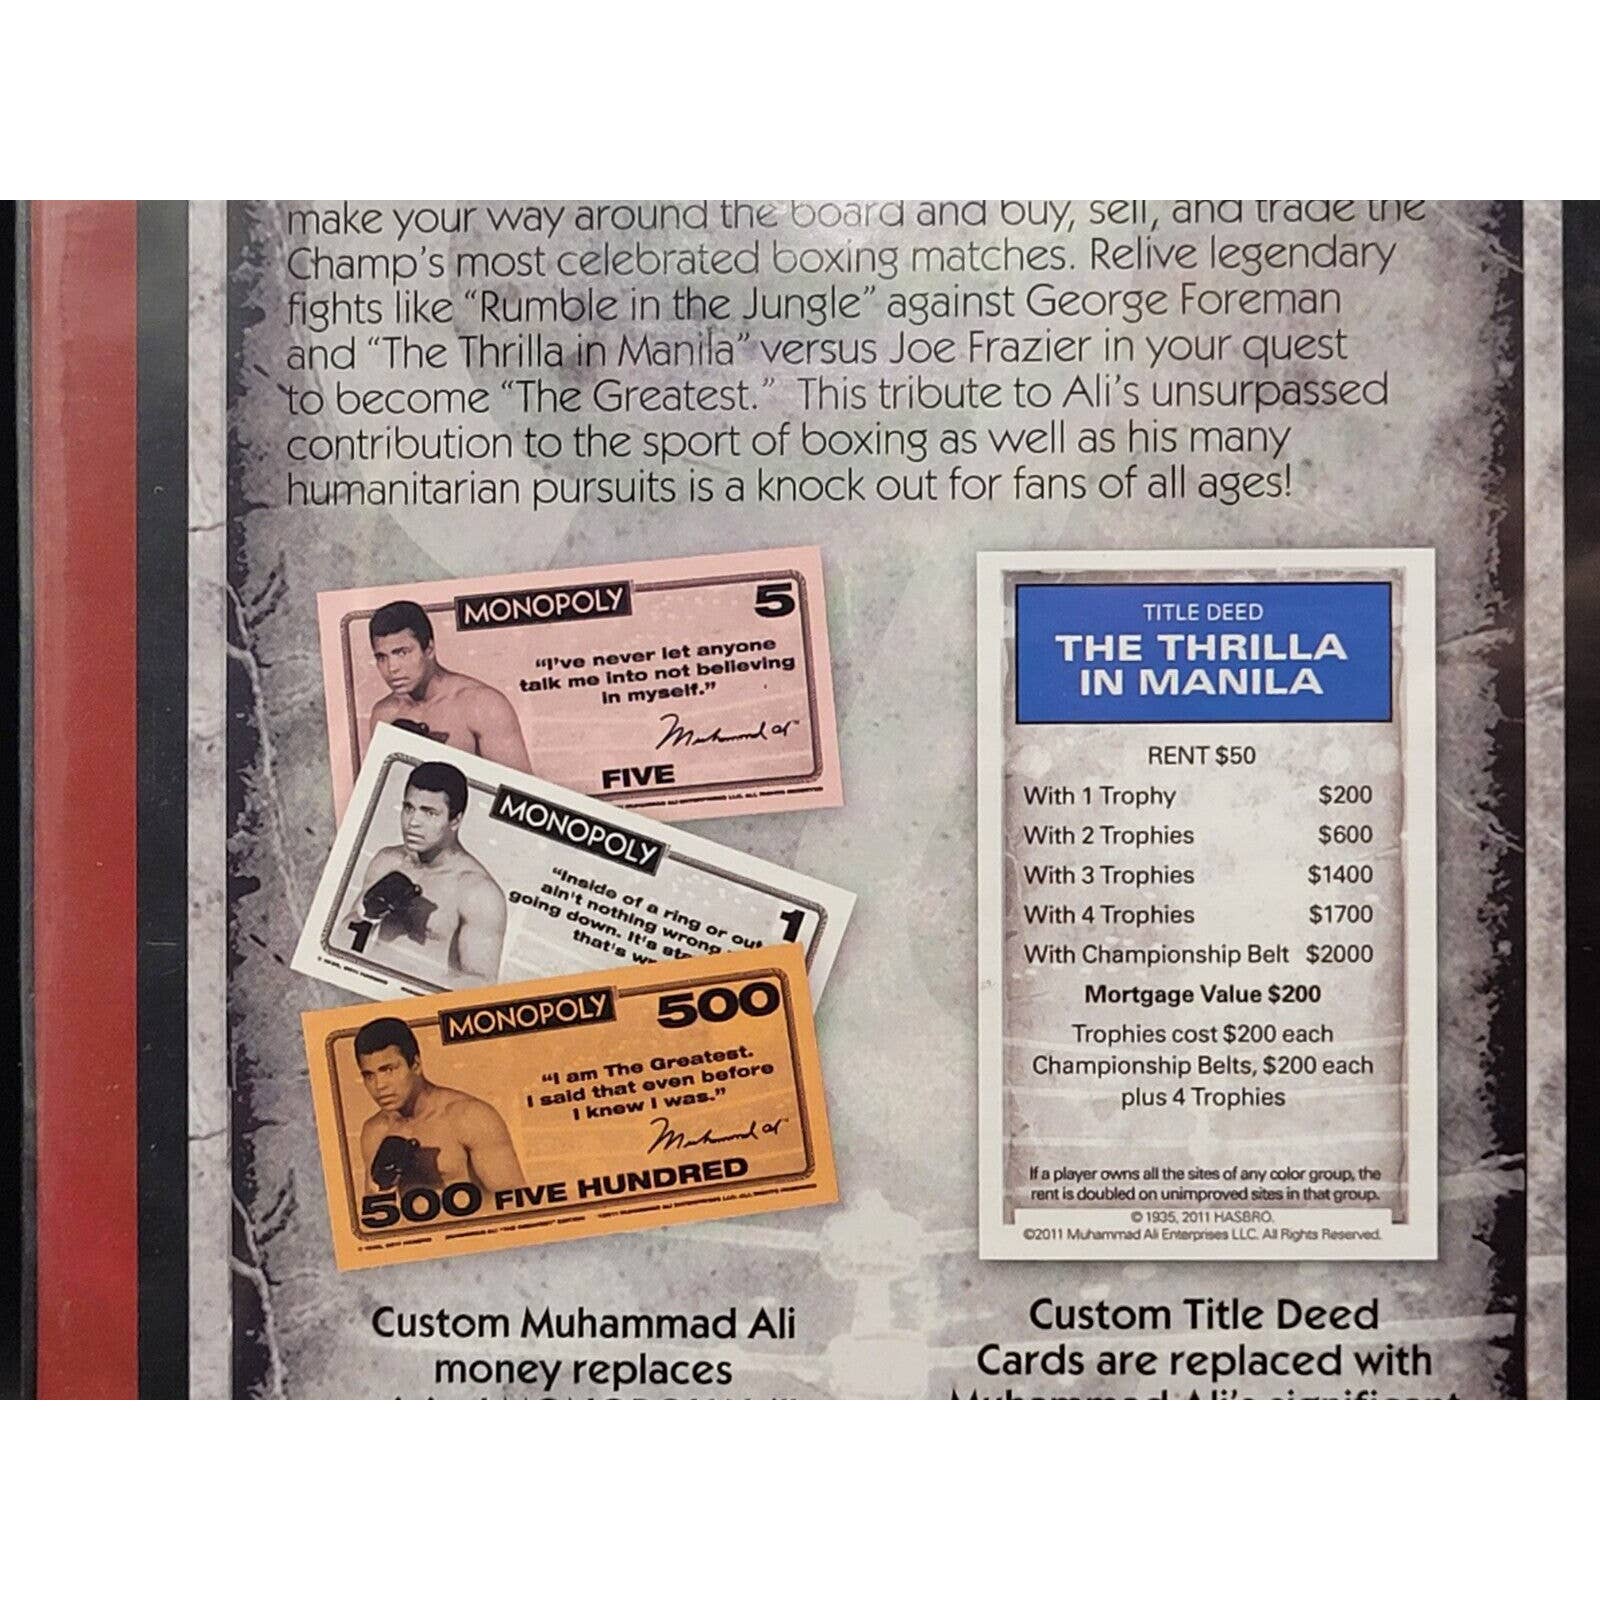 make your way around the board and buy, sell, and trade the
Champ's most celebrated boxing matches. Relive legendary
fights like “Rumble in the Jungle” against George Foreman
and “The Thrilla in Manila” versus Joe Frazier in your quest
to become “The Greatest.” This tribute to Ali's unsurpassed
contribution to the sport of boxing as well as his many
humanitarian pursuits is a knock out for fans of all ages!
MONOPOLY 5
“I've never let anyone
talk me into not believing
in myself.”
Muhammad Ali
FIVE
MONOPOLY
“Inside of a ring or out,
ain't nothing wrong
going down. It's
that's
1
1
MONOPOLY 500
“I am The Greatest.
I said that even before
I knew I was.”
Muhammad Ali
500 FIVE HUNDRED
Custom Muhammad Ali
money replaces
TITLE DEED
THE THRILLA
IN MANILA
RENT $50
With 1 Trophy $200
With 2 Trophies $600
With 3 Trophies $1400
With 4 Trophies $1700
With Championship Belt $2000
Mortgage Value $200
Trophies cost $200 each
Championship Belts, $200 each
plus 4 Trophies
If a player owns all the sites of any color group, the
rent is doubled on unimproved sites in that group.
© 1935, 2011 HASBRO.
©2011 Muhammad Ali Enterprises LLC. All Rights Reserved.
Custom Title Deed
Cards are replaced with
Muhammad Ali's significant